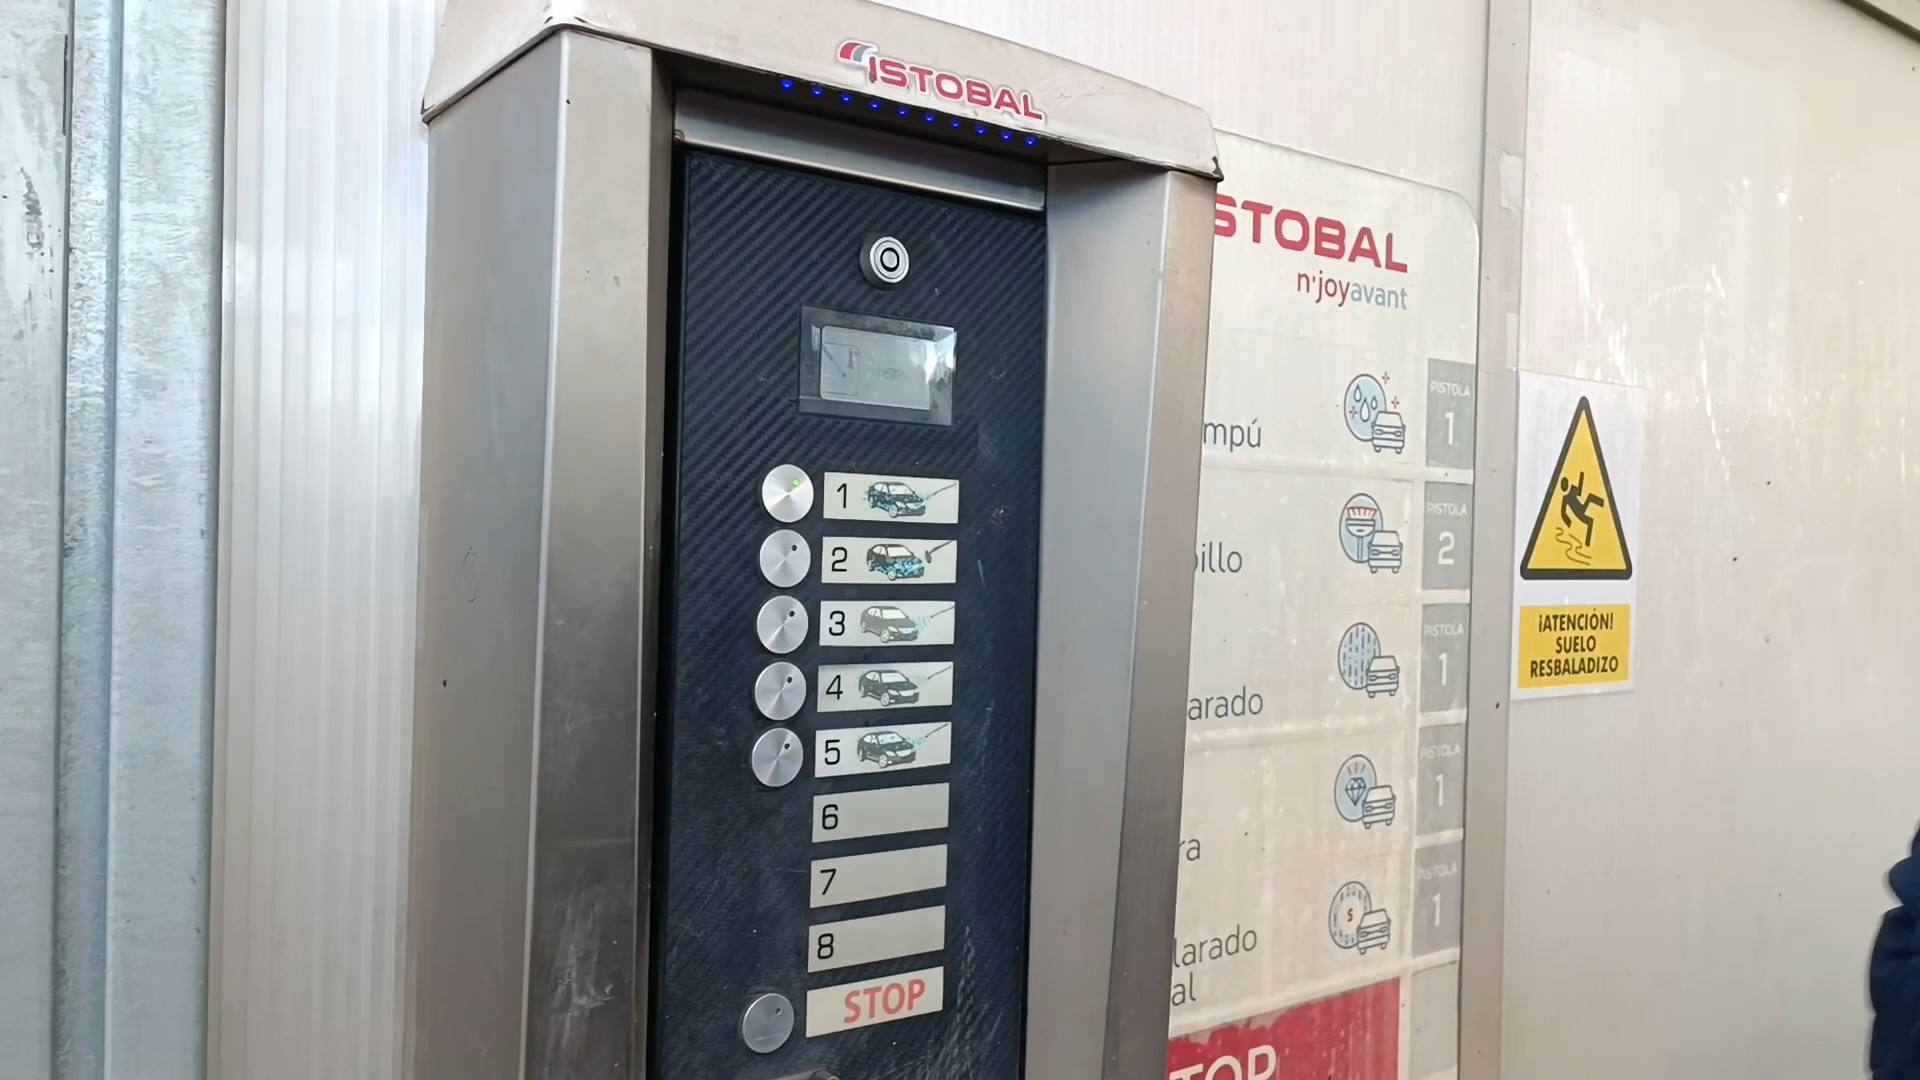 ISTOBAL
1
2
3
4
5
6
7
8
STOP
STOBAL
n'joyavant
mpú
PISTOLA
1
illo
PISTOLA
2
arado
PISTOLA
1
ra
PISTOLA
1
larado
al
PISTOLA
1
TOP
¡ATENCIÓN!
SUELO
RESBALADIZO